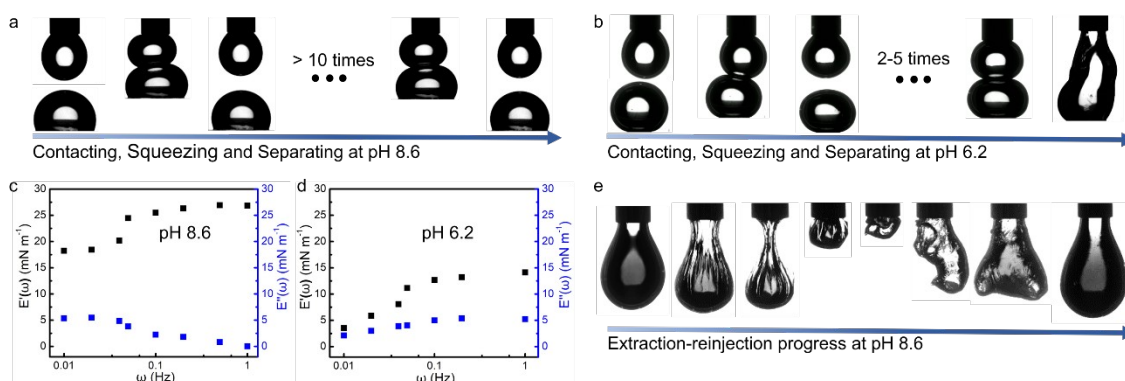 a
> 10 times
Contacting, Squeezing and Separating at pH 8.6
b
2-5 times
Contacting, Squeezing and Separating at pH 6.2
c
30
25
20
15
10
5
0
E'(ω) (mN m⁻¹)
pH 8.6
30
25
20
15
10
5
0
E"(ω) (mN m⁻¹)
0.01
0.1
1
ω (Hz)
d
30
25
20
15
10
5
0
E'(ω) (mN m⁻¹)
pH 6.2
30
25
20
15
10
5
0
E"(ω) (mN m⁻¹)
0.01
0.1
1
ω (Hz)
e
Extraction-reinjection progress at pH 8.6